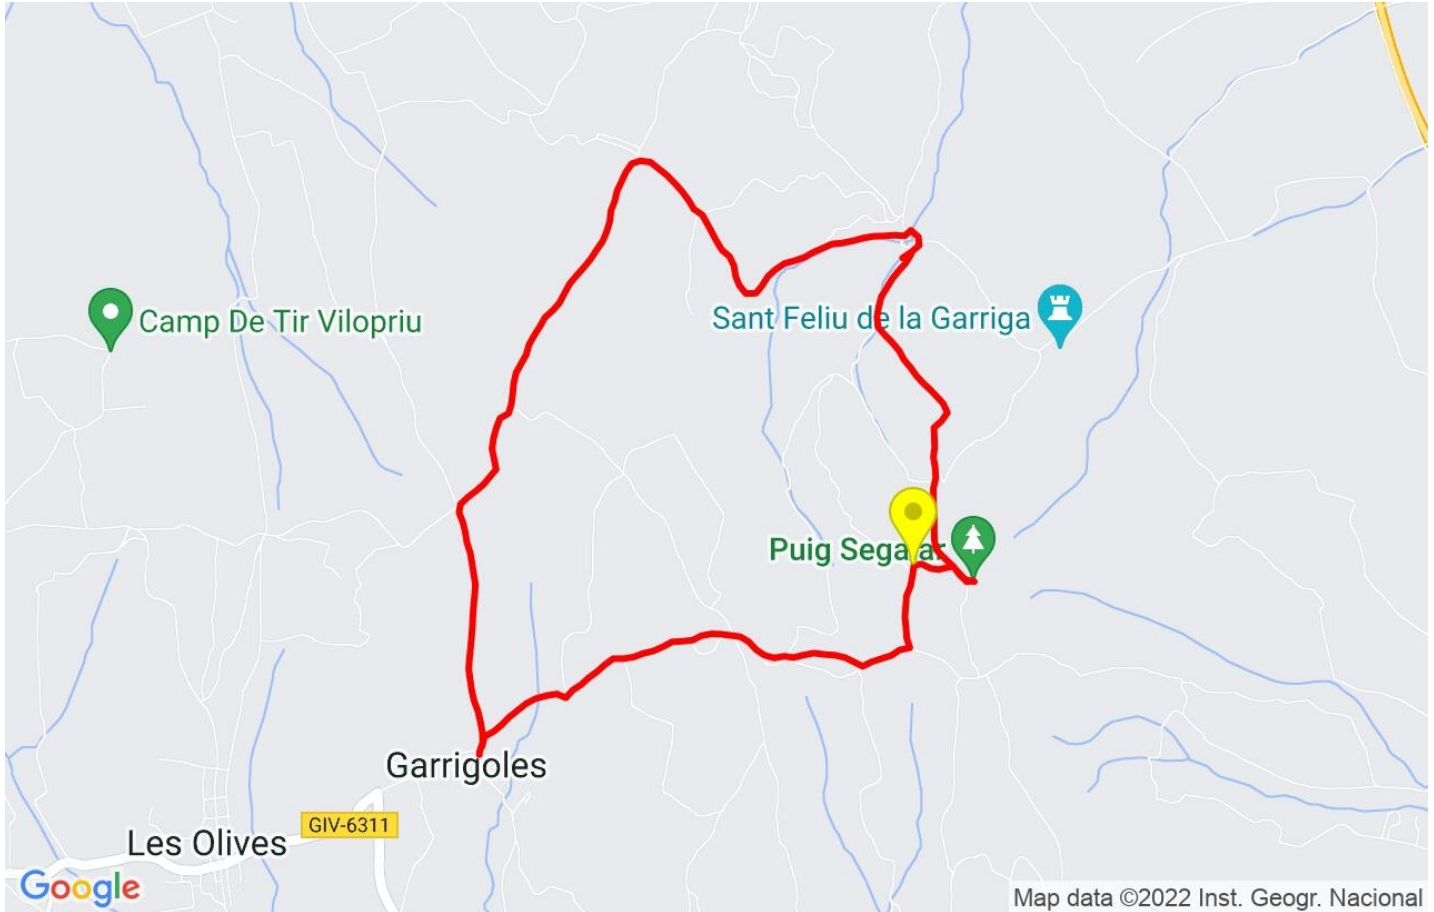 Camp De Tir Vilopriu
Sant Feliu de la Garriga
Puig Segalar
Garrigoles
GIV-6311
Les Olives
Google
Map data ©2022 Inst. Geogr. Nacional